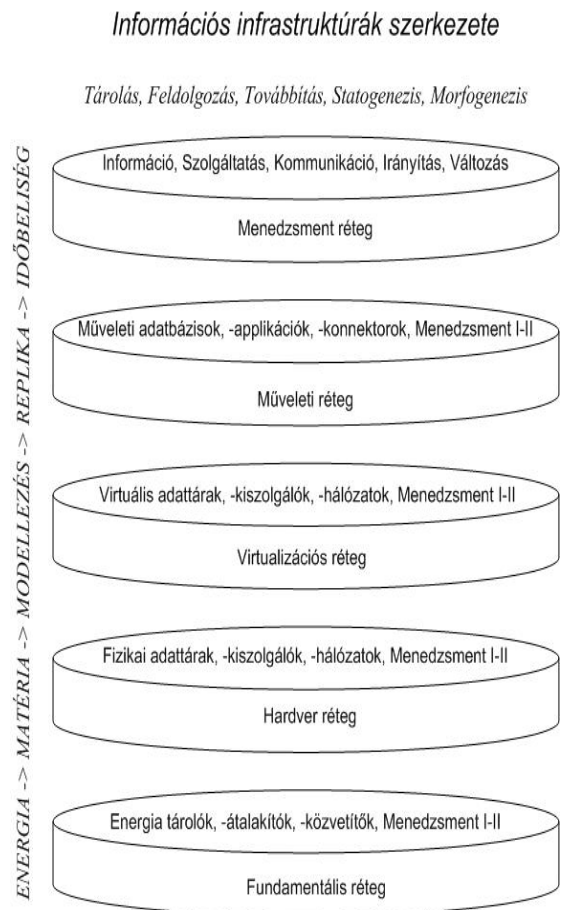 Információs infrastruktúrák szerkezete
Tárolás, Feldolgozás, Továbbítás, Statogenezis, Morfogenezis
ENERGIA -> MATÉRIA -> MODELLEZÉS -> REPLIKA -> IDŐBELISÉG
Információ, Szolgáltatás, Kommunikáció, Irányítás, Változás
Menedzsment réteg
Műveleti adatbázisok, -applikációk, -konnektorok, Menedzsment I-II
Műveleti réteg
Virtuális adattárak, -kiszolgálók, -hálózatok, Menedzsment I-II
Virtualizációs réteg
Fizikai adattárak, -kiszolgálók, -hálózatok, Menedzsment I-II
Hardver réteg
Energia tárolók, -átalakítók, -közvetítők, Menedzsment I-II
Fundamentális réteg